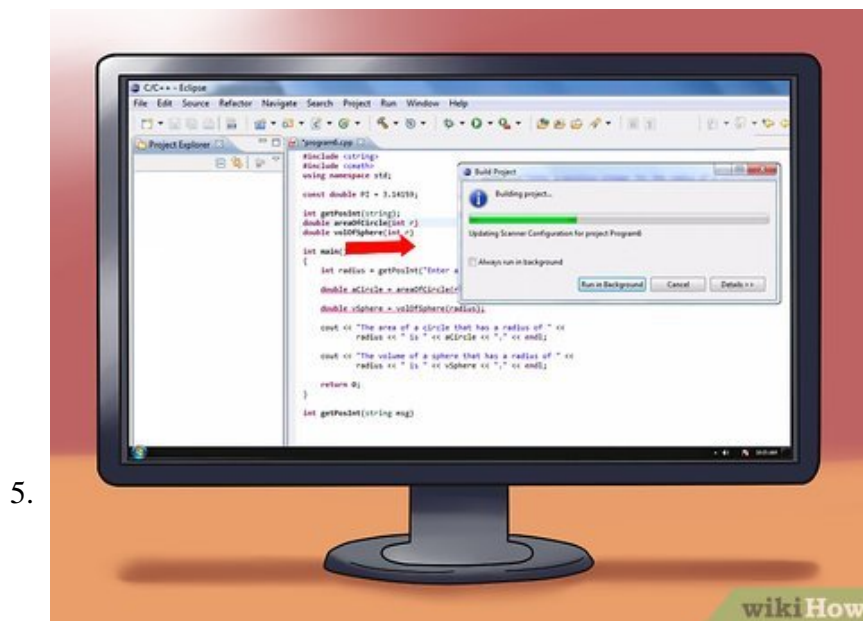 C/C++ - Eclipse
File Edit Source Refactor Navigate Search Project Run Window Help
Project Explorer
*program6.cpp
#include <string>
#include <cmath>
using namespace std;
const double PI = 3.14159;
int getPosInt(string);
double areaOfCircle(int r)
double volOfSphere(int r)
int main()
{
int radius = getPosInt("Enter a
double aCircle = areaOfCircle(r
double vSphere = volOfSphere(radius);
cout << "The area of a circle that has a radius of " <<
radius << " is " << aCircle << "." << endl;
cout << "The volume of a sphere that has a radius of " <<
radius << " is " << vSphere << "." << endl;
return 0;
}
int getPosInt(string msg)
Build Project
Building project...
Updating Scanner Configuration for project Program6
Always run in background
Run in Background Cancel Details >>
5.
wikiHow